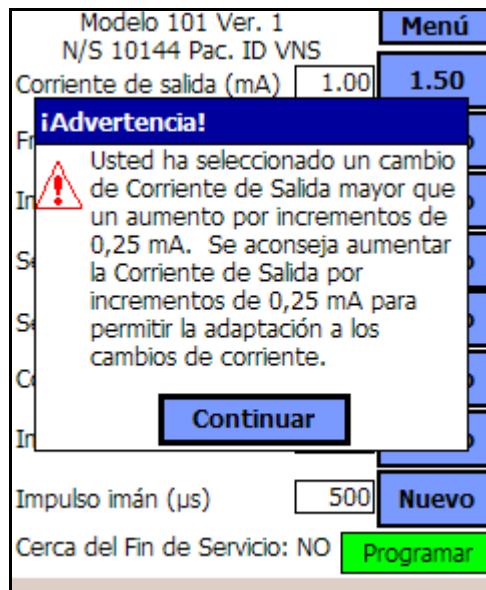 Modelo 101 Ver. 1
Menú
N/S 10144 Pac. ID VNS
Corriente de salida (mA) 1.00 1.50
¡Advertencia!
Usted ha seleccionado un cambio
de Corriente de Salida mayor que
un aumento por incrementos de
0,25 mA. Se aconseja aumentar
la Corriente de Salida por
incrementos de 0,25 mA para
permitir la adaptación a los
cambios de corriente.
Continuar
Impulso imán (µs) 500 Nuevo
Cerca del Fin de Servicio: NO Programar